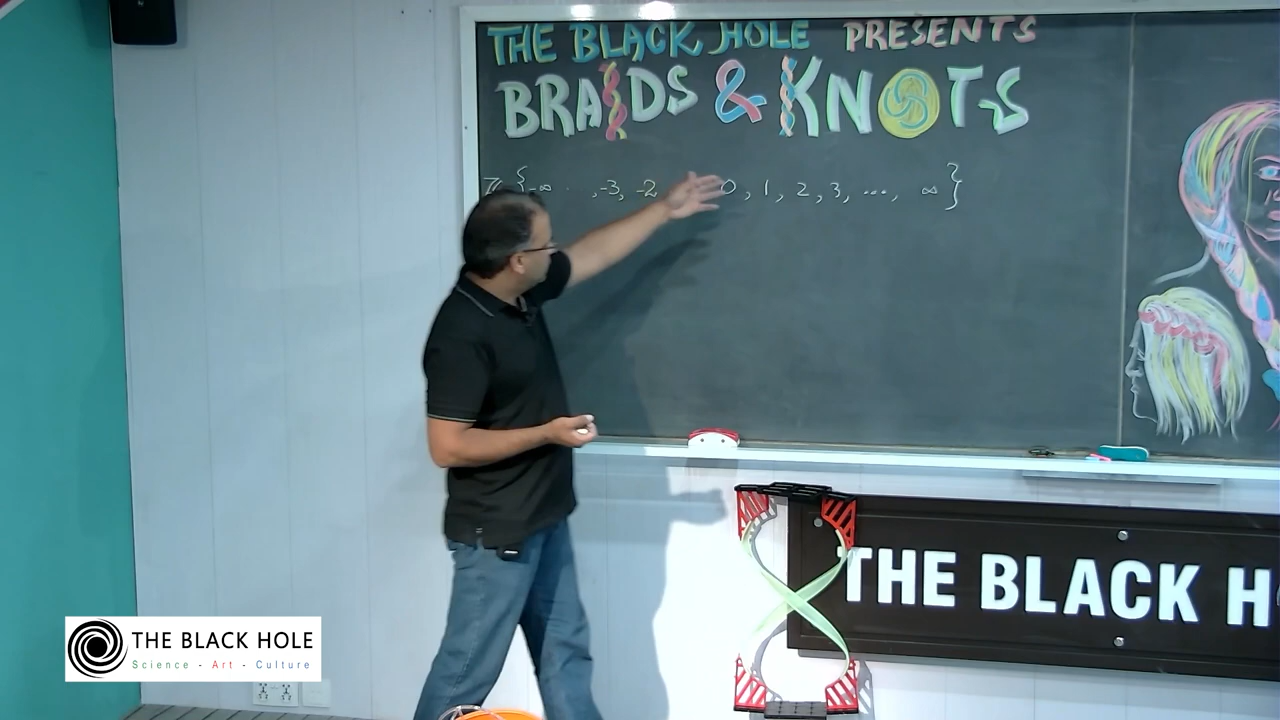 THE BLACK HOLE PRESENTS
BRAIDS & KNOTS
Z {-∞ · , -3, -2 0, 1, 2, 3, ..., ∞ }
THE BLACK H
THE BLACK HOLE
Science - Art - Culture